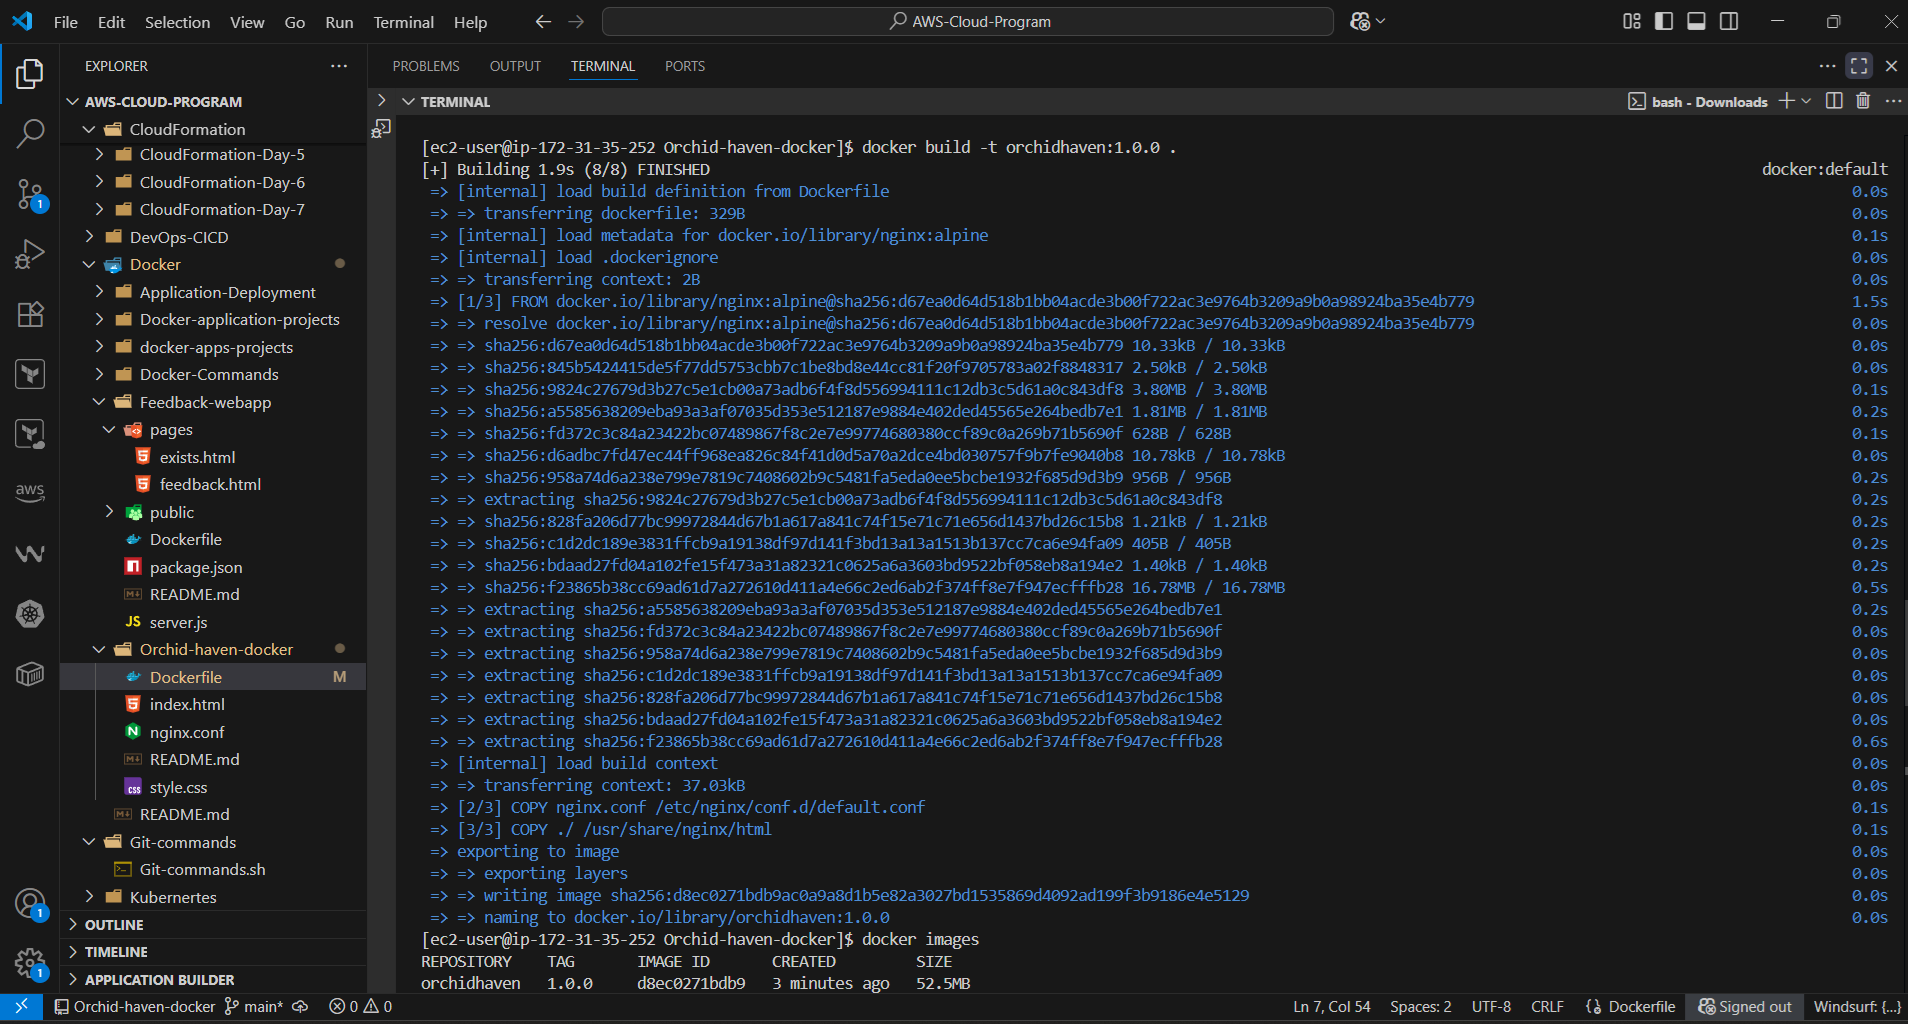 File Edit Selection View Go Run Terminal Help
AWS-Cloud-Program
EXPLORER
AWS-CLOUD-PROGRAM
CloudFormation
CloudFormation-Day-5
CloudFormation-Day-6
CloudFormation-Day-7
DevOps-CICD
Docker
Application-Deployment
Docker-application-projects
docker-apps-projects
Docker-Commands
Feedback-webapp
pages
exists.html
feedback.html
public
Dockerfile
package.json
README.md
JS server.js
Orchid-haven-docker
Dockerfile M
index.html
nginx.conf
README.md
style.css
README.md
Git-commands
Git-commands.sh
Kubernertes
OUTLINE
TIMELINE
APPLICATION BUILDER
aws
1
1
1
PROBLEMS OUTPUT TERMINAL PORTS
TERMINAL
bash - Downloads
[ec2-user@ip-172-31-35-252 Orchid-haven-docker]$ docker build -t orchidhaven:1.0.0 .
[+] Building 1.9s (8/8) FINISHED docker:default
=> [internal] load build definition from Dockerfile 0.0s
=> => transferring dockerfile: 329B 0.0s
=> [internal] load metadata for docker.io/library/nginx:alpine 0.1s
=> [internal] load .dockerignore 0.0s
=> => transferring context: 2B 0.0s
=> [1/3] FROM docker.io/library/nginx:alpine@sha256:d67ea0d64d518b1bb04acde3b00f722ac3e9764b3209a9b0a98924ba35e4b779 1.5s
=> => resolve docker.io/library/nginx:alpine@sha256:d67ea0d64d518b1bb04acde3b00f722ac3e9764b3209a9b0a98924ba35e4b779 0.0s
=> => sha256:d67ea0d64d518b1bb04acde3b00f722ac3e9764b3209a9b0a98924ba35e4b779 10.33kB / 10.33kB 0.0s
=> => sha256:845b5424415de5f77dd5753cbb7c1be8bd8e44cc81f20f9705783a02f8848317 2.50kB / 2.50kB 0.0s
=> => sha256:9824c27679d3b27c5e1cb00a73adb6f4f8d556994111c12db3c5d61a0c843df8 3.80MB / 3.80MB 0.1s
=> => sha256:a5585638209eba93a3af07035d353e512187e9884e402ded45565e264bedb7e1 1.81MB / 1.81MB 0.2s
=> => sha256:fd372c3c84a23422bc07489867f8c2e7e99774680380ccf89c0a269b71b5690f 628B / 628B 0.1s
=> => sha256:d6adbc7fd47ec44ff968ea826c84f41d0d5a70a2dce4bd030757f9b7fe9040b8 10.78kB / 10.78kB 0.0s
=> => sha256:958a74d6a238e799e7819c7408602b9c5481fa5eda0ee5bcbe1932f685d9d3b9 956B / 956B 0.2s
=> => extracting sha256:9824c27679d3b27c5e1cb00a73adb6f4f8d556994111c12db3c5d61a0c843df8 0.2s
=> => sha256:828fa206d77bc99972844d67b1a617a841c74f15e71c71e656d1437bd26c15b8 1.21kB / 1.21kB 0.2s
=> => sha256:c1d2dc189e3831ffcb9a19138df97d141f3bd13a13a1513b137cc7ca6e94fa09 405B / 405B 0.2s
=> => sha256:bdaad27fd04a102fe15f473a31a82321c0625a6a3603bd9522bf058eb8a194e2 1.40kB / 1.40kB 0.2s
=> => sha256:f23865b38cc69ad61d7a272610d411a4e66c2ed6ab2f374ff8e7f947ecfffb28 16.78MB / 16.78MB 0.5s
=> => extracting sha256:a5585638209eba93a3af07035d353e512187e9884e402ded45565e264bedb7e1 0.2s
=> => extracting sha256:fd372c3c84a23422bc07489867f8c2e7e99774680380ccf89c0a269b71b5690f 0.0s
=> => extracting sha256:958a74d6a238e799e7819c7408602b9c5481fa5eda0ee5bcbe1932f685d9d3b9 0.0s
=> => extracting sha256:c1d2dc189e3831ffcb9a19138df97d141f3bd13a13a1513b137cc7ca6e94fa09 0.0s
=> => extracting sha256:828fa206d77bc99972844d67b1a617a841c74f15e71c71e656d1437bd26c15b8 0.0s
=> => extracting sha256:bdaad27fd04a102fe15f473a31a82321c0625a6a3603bd9522bf058eb8a194e2 0.0s
=> => extracting sha256:f23865b38cc69ad61d7a272610d411a4e66c2ed6ab2f374ff8e7f947ecfffb28 0.6s
=> [internal] load build context 0.0s
=> => transferring context: 37.03kB 0.0s
=> [2/3] COPY nginx.conf /etc/nginx/conf.d/default.conf 0.1s
=> [3/3] COPY ./ /usr/share/nginx/html 0.1s
=> exporting to image 0.0s
=> => exporting layers 0.0s
=> => writing image sha256:d8ec0271bdb9ac0a9a8d1b5e82a3027bd1535869d4092ad199f3b9186e4e5129 0.0s
=> => naming to docker.io/library/orchidhaven:1.0.0 0.0s
[ec2-user@ip-172-31-35-252 Orchid-haven-docker]$ docker images
REPOSITORY TAG IMAGE ID CREATED SIZE
orchidhaven 1.0.0 d8ec0271bdb9 3 minutes ago 52.5MB
Orchid-haven-docker main* 0 0 Ln 7, Col 54 Spaces: 2 UTF-8 CRLF Dockerfile Signed out Windsurf: {...}